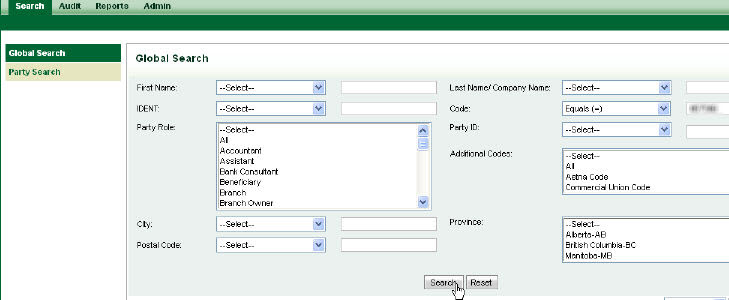 Search Audit Reports Admin
Global Search
Party Search
Global Search
First Name: --Select-- Last Name/ Company Name: --Select--
IDENT: --Select-- Code: Equals (=)
Party Role: --Select-- Party ID: --Select--
All
Accountant
Assistant
Bank Consultant
Beneficiary
Branch
Branch Owner
Additional Codes: --Select--
All
Aetna Code
Commercial Union Code
City: --Select-- Province: --Select--
Alberta-AB
British Columbia-BC
Manitoba-MB
Postal Code: --Select--
Search Reset